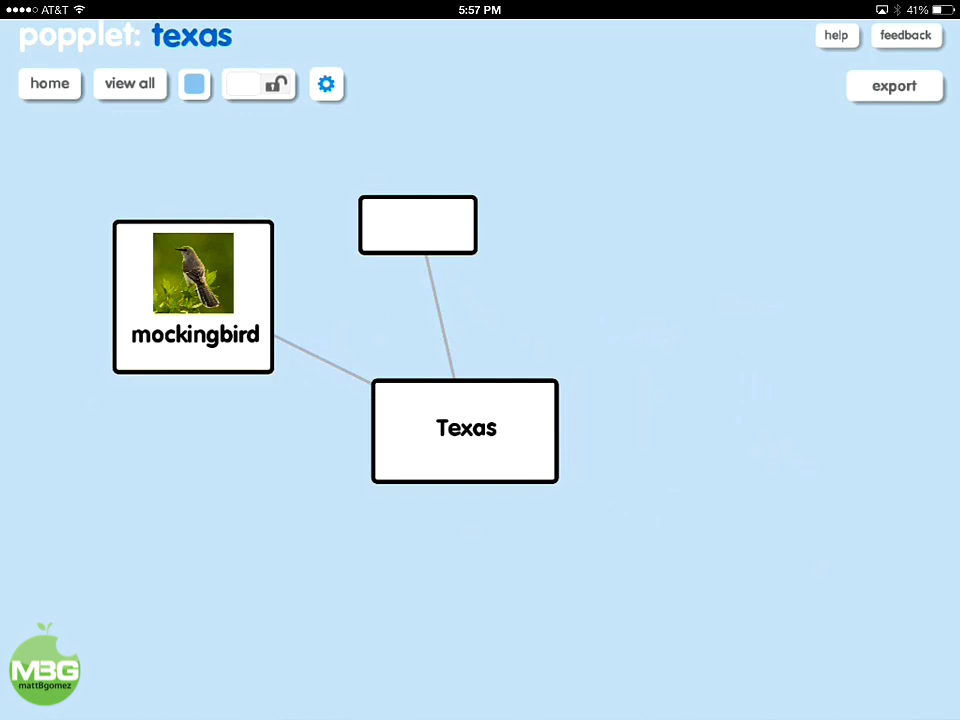 AT&T 5:57 PM 41%
popplet: texas
help feedback
home view all
export
mockingbird
Texas
MBG
mattBgomez